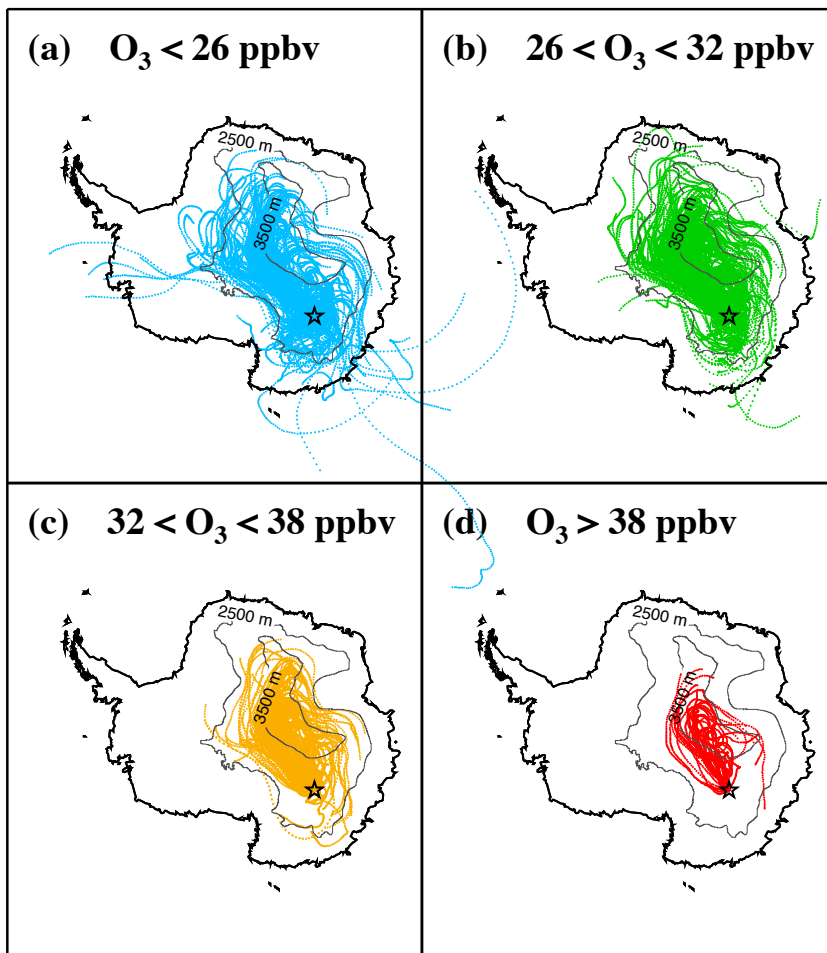 (a) O₃ < 26 ppbv
(b) 26 < O₃ < 32 ppbv
2500 m
3500 m
2500 m
3500 m
(c) 32 < O₃ < 38 ppbv
(d) O₃ > 38 ppbv
2500 m
3500 m
2500 m
3500 m